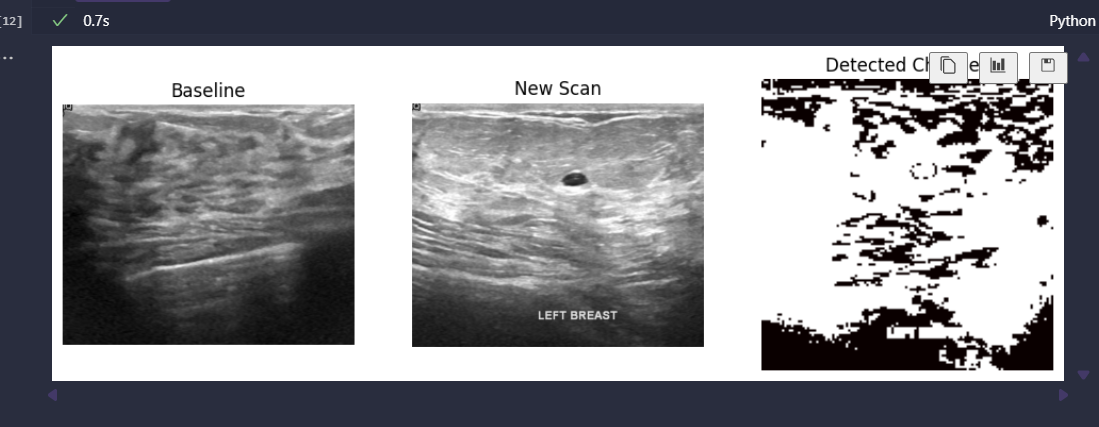 [12]
0.7s
Python
Baseline
New Scan
Detected Ch e
LEFT BREAST